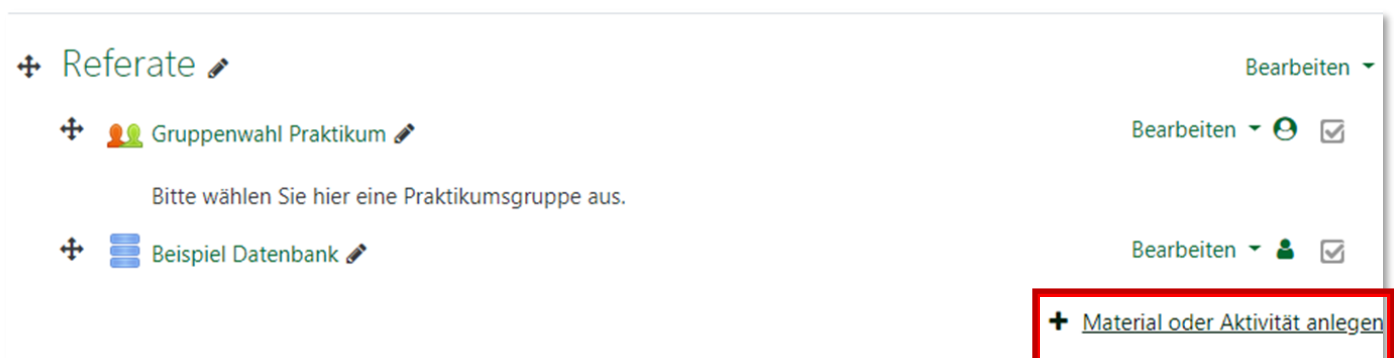 Referate
Bearbeiten
Gruppenwahl Praktikum
Bearbeiten
Bitte wählen Sie hier eine Praktikumsgruppe aus.
Beispiel Datenbank
Bearbeiten
Material oder Aktivität anlegen